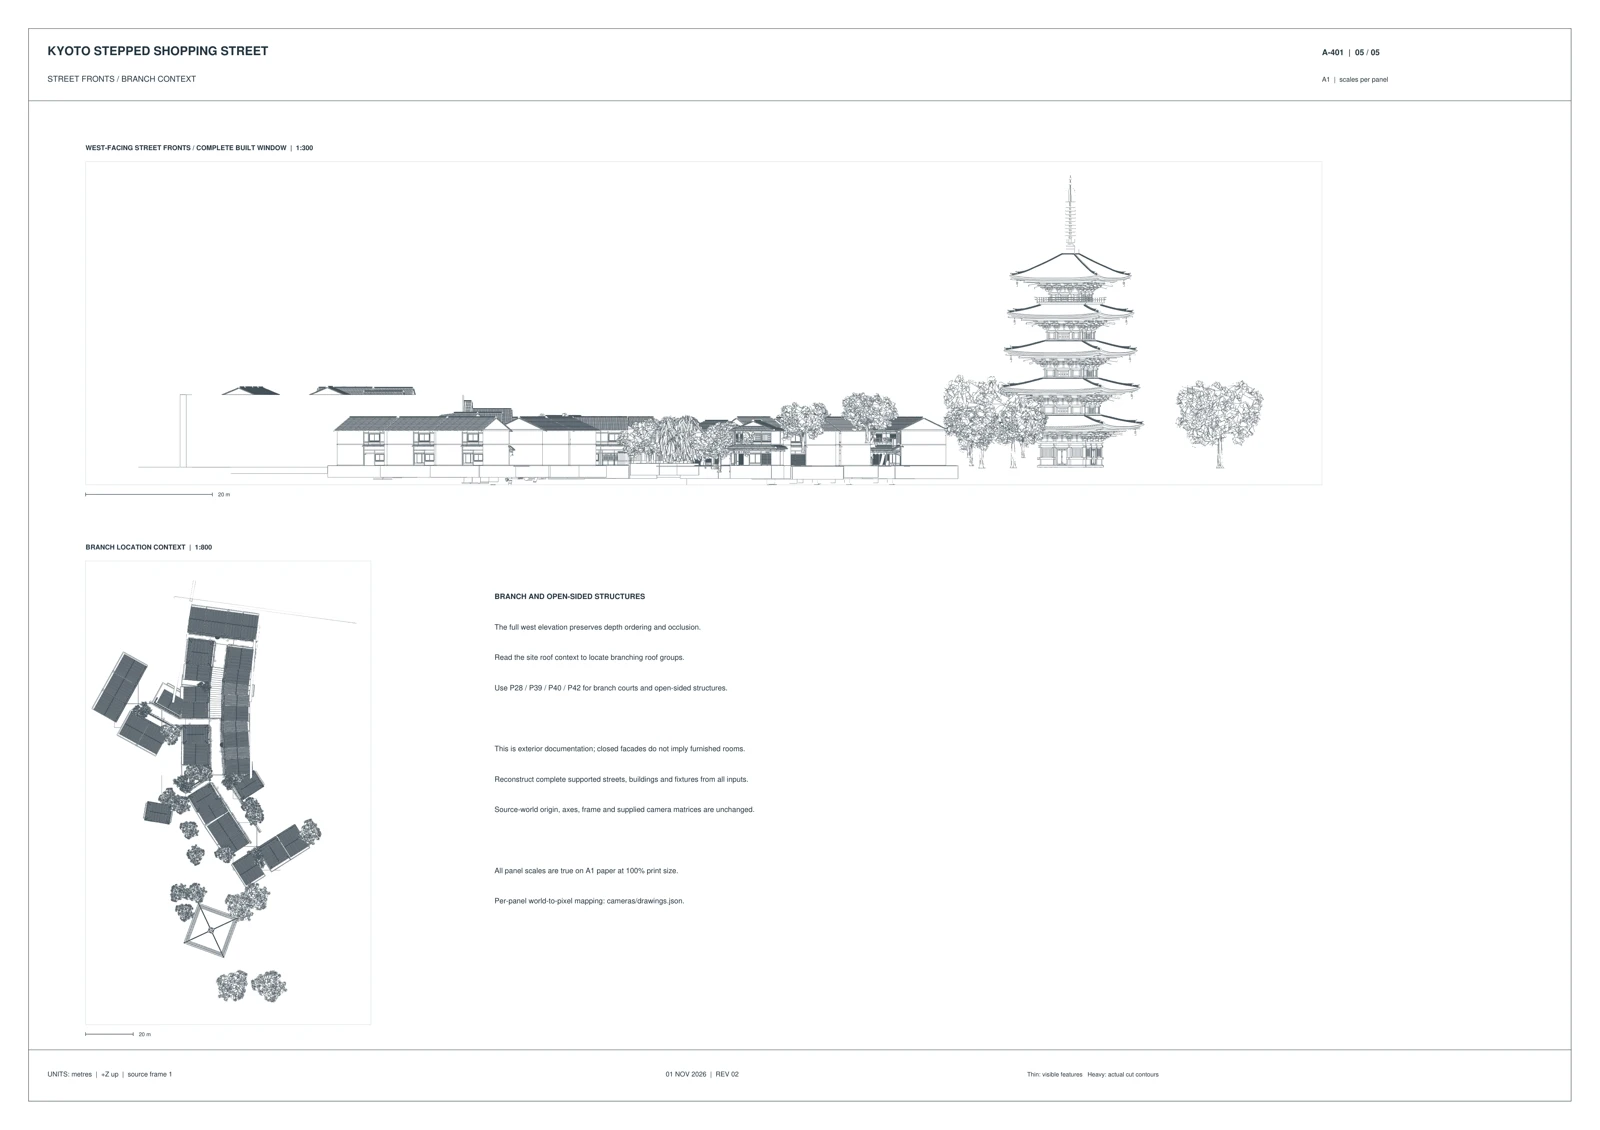 KYOTO STEPPED SHOPPING STREET
A-401 | 05 / 05
STREET FRONTS / BRANCH CONTEXT
A1 | scales per panel
WEST-FACING STREET FRONTS / COMPLETE BUILT WINDOW | 1:300
20 m
BRANCH LOCATION CONTEXT | 1:800
BRANCH AND OPEN-SIDED STRUCTURES
The full west elevation preserves depth ordering and occlusion.
Read the site roof context to locate branching roof groups.
Use P28 / P39 / P40 / P42 for branch courts and open-sided structures.
This is exterior documentation; closed facades do not imply furnished rooms.
Reconstruct complete supported streets, buildings and fixtures from all inputs.
Source-world origin, axes, frame and supplied camera matrices are unchanged.
All panel scales are true on A1 paper at 100% print size.
Per-panel world-to-pixel mapping: cameras/drawings.json.
20 m
UNITS: metres | +Z up | source frame 1
01 NOV 2026 | REV 02
Thin: visible features Heavy: actual cut contours